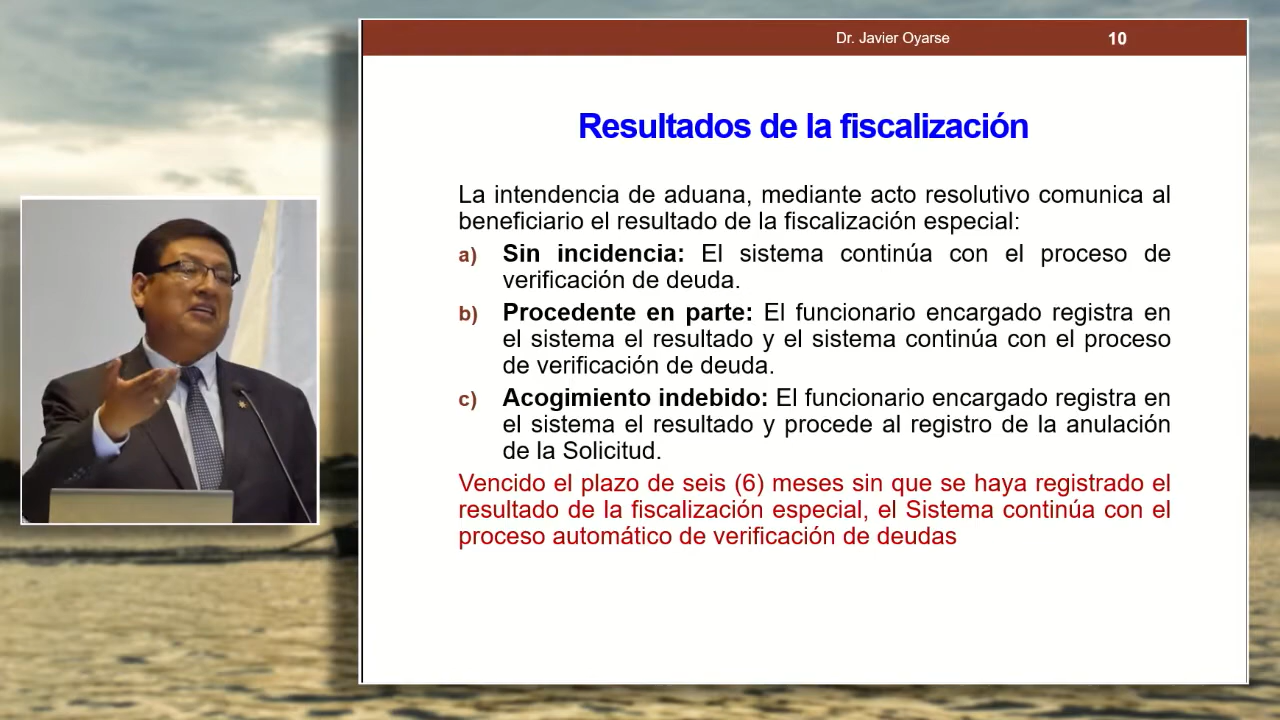 Dr. Javier Oyarse
10
Resultados de la fiscalización
La intendencia de aduana, mediante acto resolutivo comunica al
beneficiario el resultado de la fiscalización especial:
a) Sin incidencia: El sistema continúa con el proceso de
verificación de deuda.
b) Procedente en parte: El funcionario encargado registra en
el sistema el resultado y el sistema continúa con el proceso
de verificación de deuda.
c) Acogimiento indebido: El funcionario encargado registra en
el sistema el resultado y procede al registro de la anulación
de la Solicitud.
Vencido el plazo de seis (6) meses sin que se haya registrado el
resultado de la fiscalización especial, el Sistema continúa con el
proceso automático de verificación de deudas